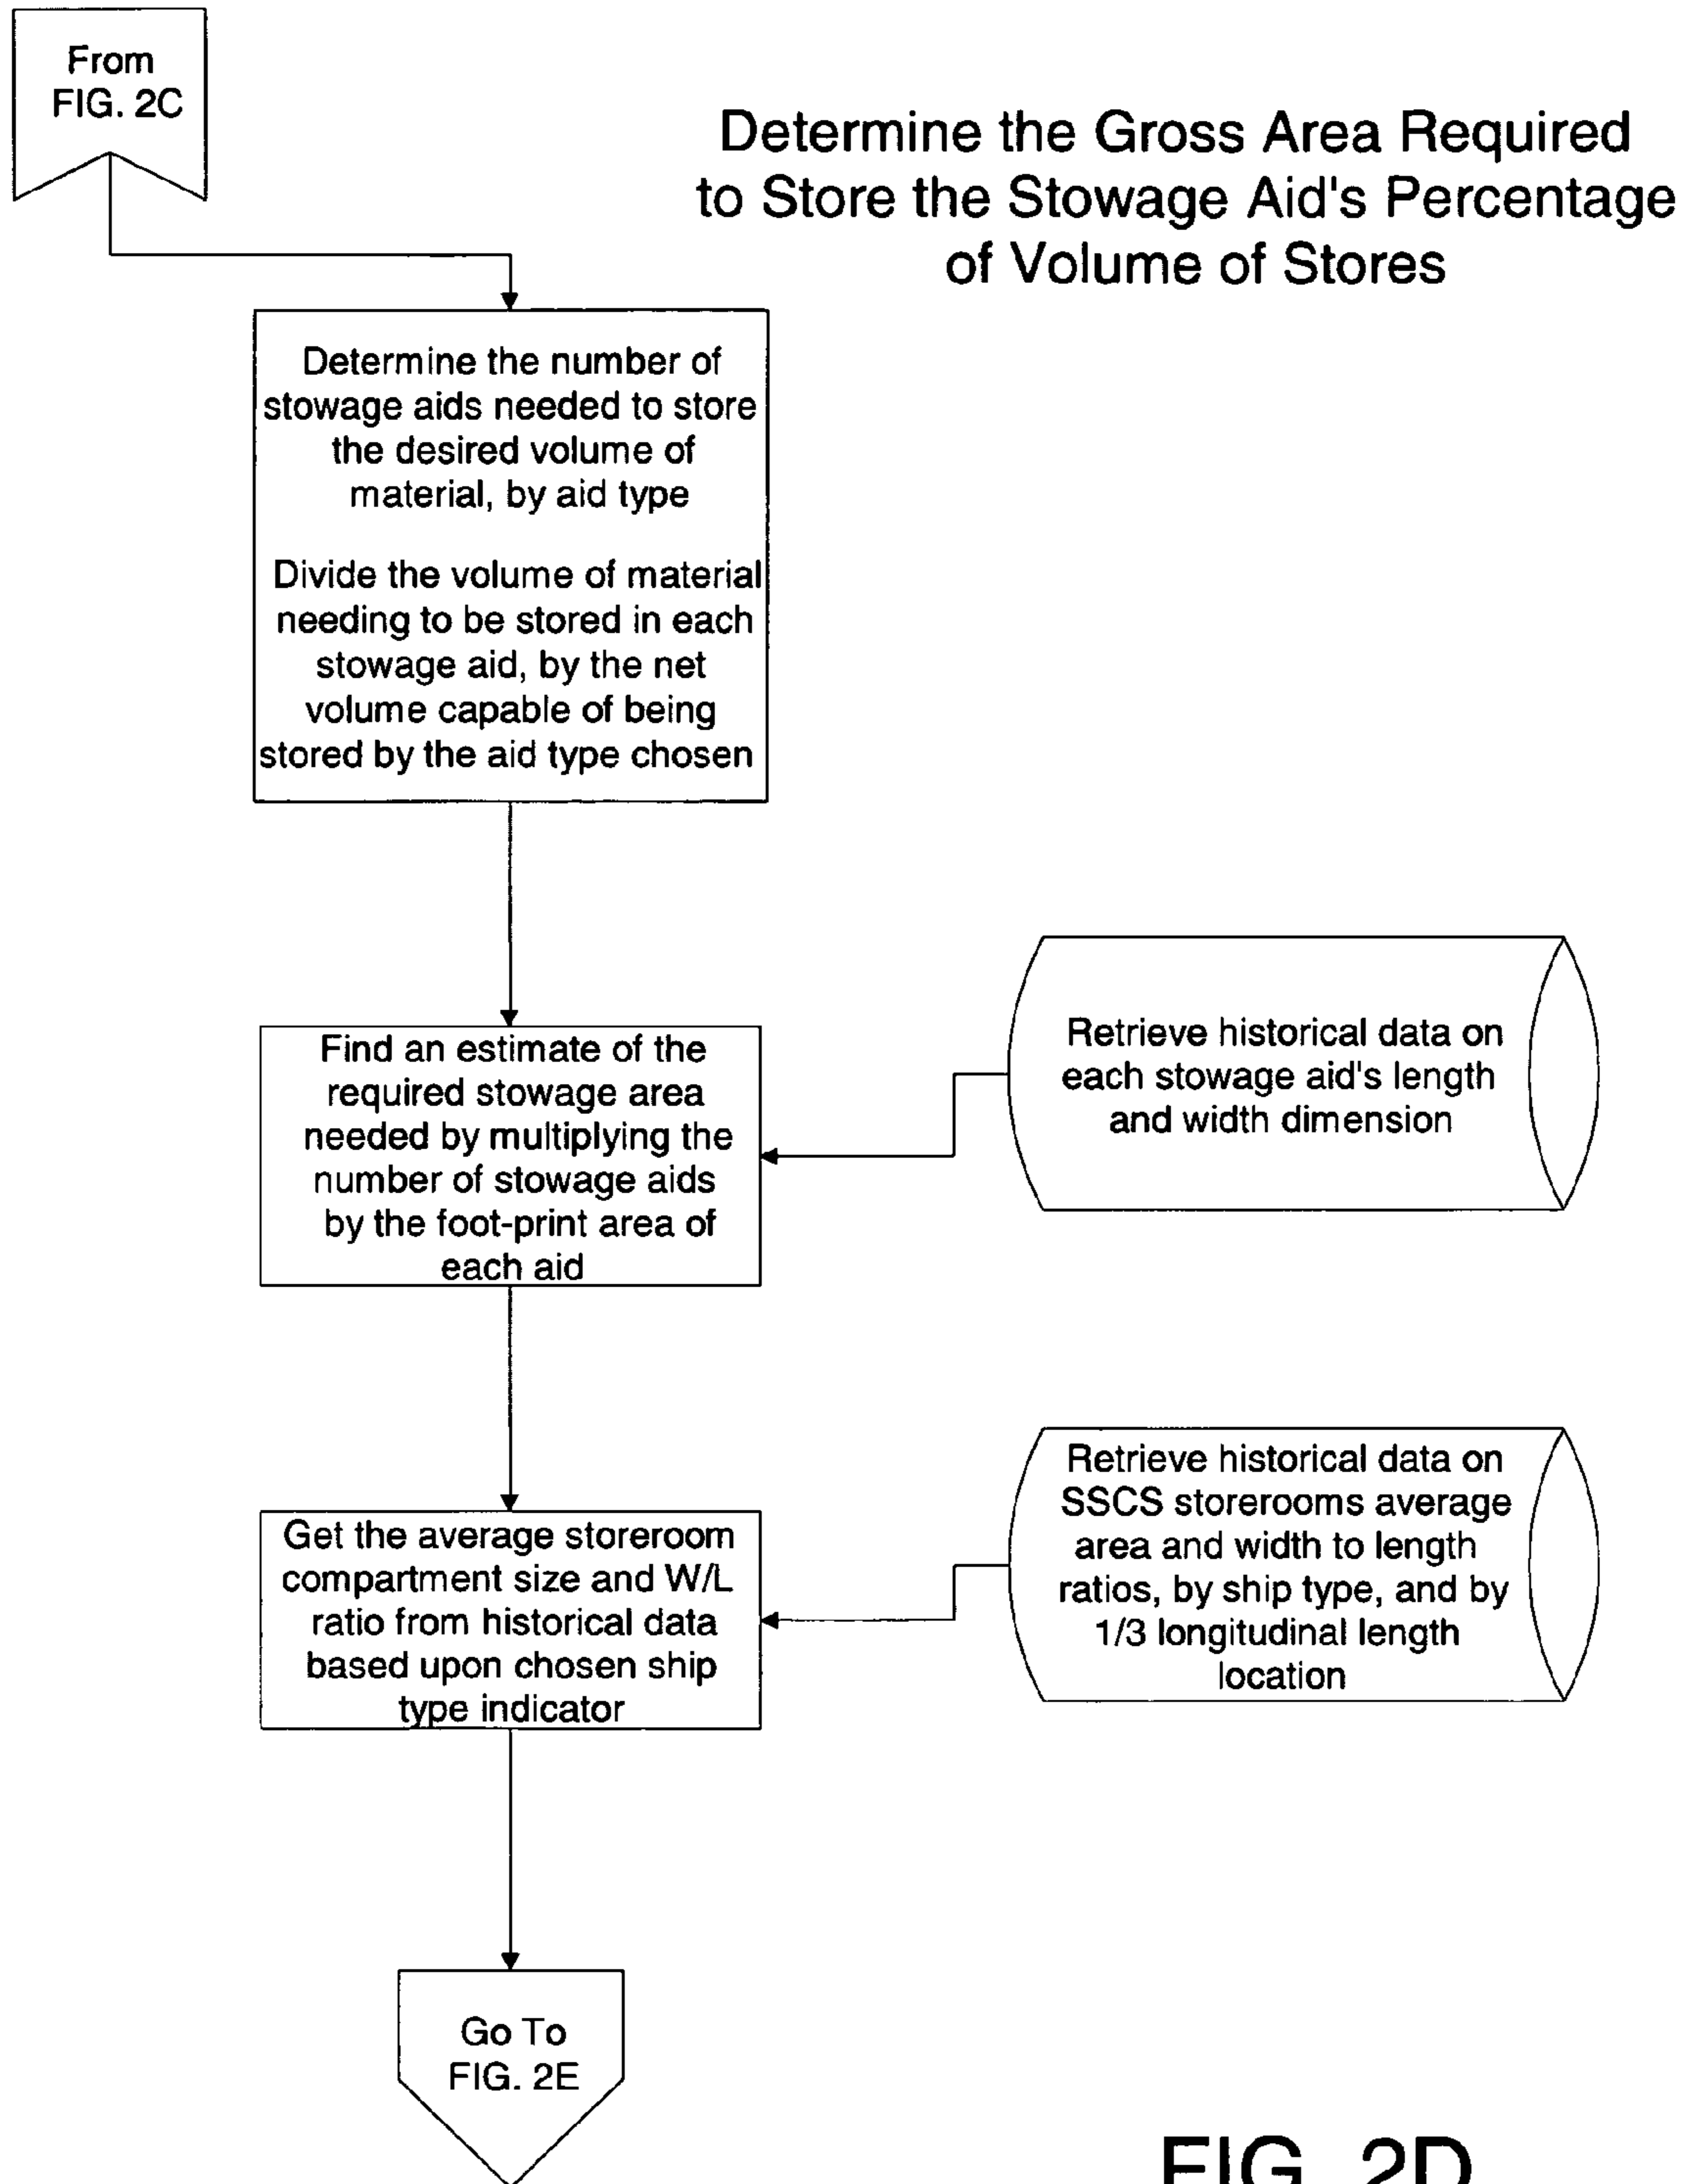 From
FIG. 2C
Determine the Gross Area Required
to Store the Stowage Aid's Percentage
of Volume of Stores
Determine the number of
stowage aids needed to store
the desired volume of
material, by aid type
Divide the volume of material
needing to be stored in each
stowage aid, by the net
volume capable of being
stored by the aid type chosen
Find an estimate of the
required stowage area
needed by multiplying the
number of stowage aids
by the foot-print area of
each aid
Retrieve historical data on
each stowage aid's length
and width dimension
Get the average storeroom
compartment size and W/L
ratio from historical data
based upon chosen ship
type indicator
Retrieve historical data on
SSCS storerooms average
area and width to length
ratios, by ship type, and by
1/3 longitudinal length
location
Go To
FIG. 2E
FIG. 2D